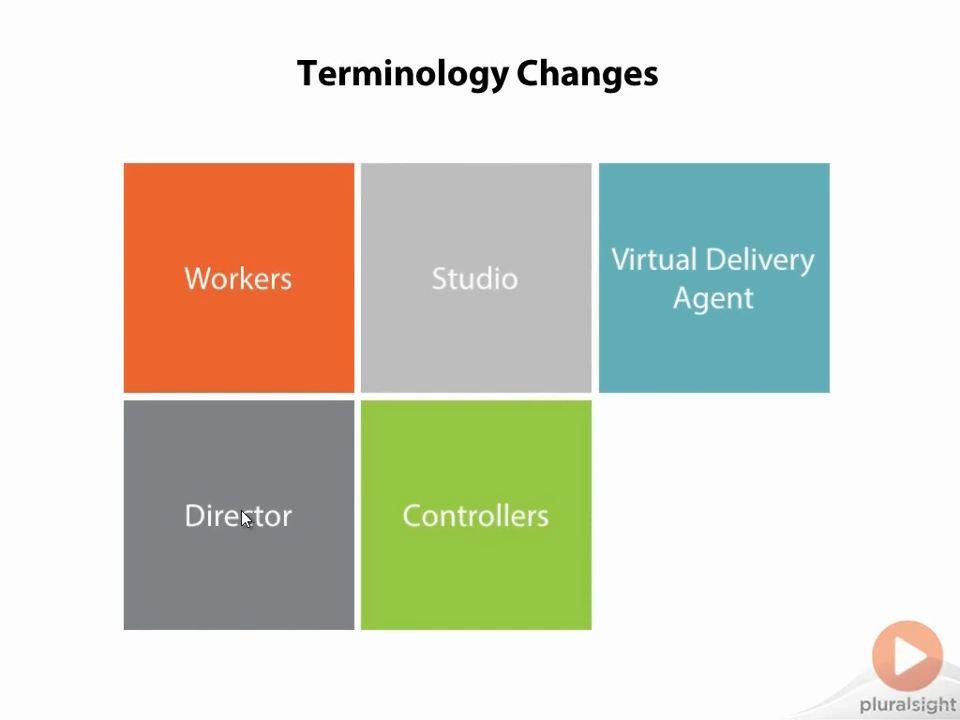 Terminology Changes
Workers
Studio
Virtual Delivery
Agent
Director
Controllers
pluralsight